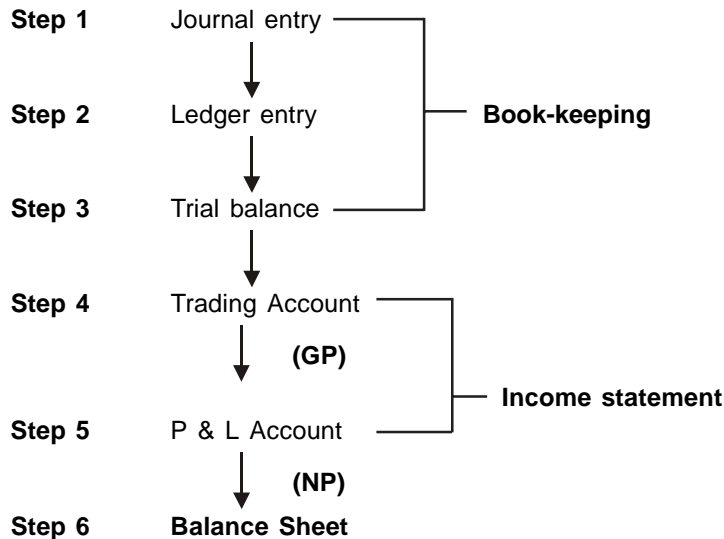 Step 1 Journal entry
Step 2 Ledger entry Book-keeping
Step 3 Trial balance
Step 4 Trading Account
(GP)
Income statement
Step 5 P & L Account
(NP)
Step 6 Balance Sheet